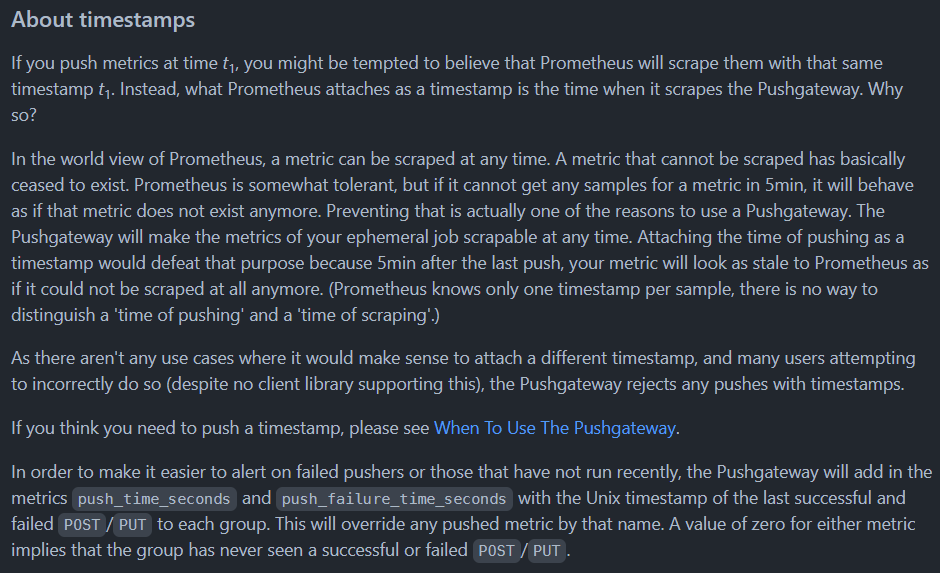 About timestamps
If you push metrics at time t1, you might be tempted to believe that Prometheus will scrape them with that same
timestamp t1. Instead, what Prometheus attaches as a timestamp is the time when it scrapes the Pushgateway. Why
so?
In the world view of Prometheus, a metric can be scraped at any time. A metric that cannot be scraped has basically
ceased to exist. Prometheus is somewhat tolerant, but if it cannot get any samples for a metric in 5min, it will behave
as if that metric does not exist anymore. Preventing that is actually one of the reasons to use a Pushgateway. The
Pushgateway will make the metrics of your ephemeral job scrapable at any time. Attaching the time of pushing as a
timestamp would defeat that purpose because 5min after the last push, your metric will look as stale to Prometheus as
if it could not be scraped at all anymore. (Prometheus knows only one timestamp per sample, there is no way to
distinguish a 'time of pushing' and a 'time of scraping'.)
As there aren't any use cases where it would make sense to attach a different timestamp, and many users attempting
to incorrectly do so (despite no client library supporting this), the Pushgateway rejects any pushes with timestamps.
If you think you need to push a timestamp, please see When To Use The Pushgateway.
In order to make it easier to alert on failed pushers or those that have not run recently, the Pushgateway will add in the
metrics push_time_seconds and push_failure_time_seconds with the Unix timestamp of the last successful and
failed POST/PUT to each group. This will override any pushed metric by that name. A value of zero for either metric
implies that the group has never seen a successful or failed POST/PUT.